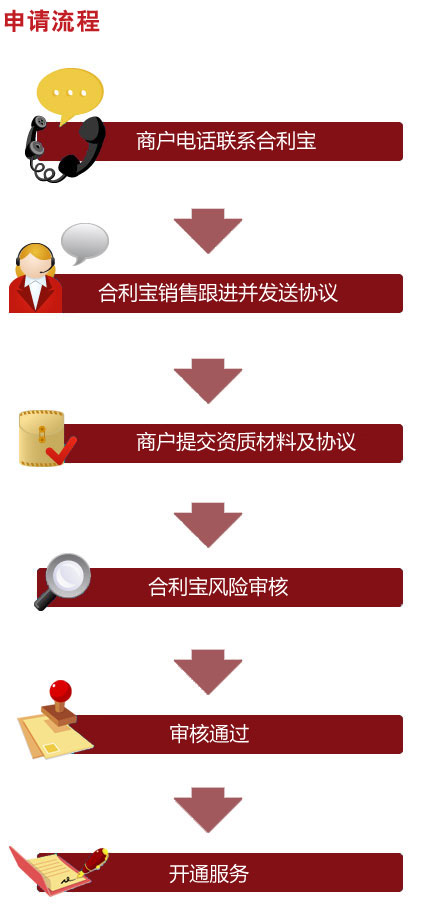 申请流程
商户电话联系合利宝
合利宝销售跟进并发送协议
商户提交资质材料及协议
合利宝风险审核
审核通过
开通服务